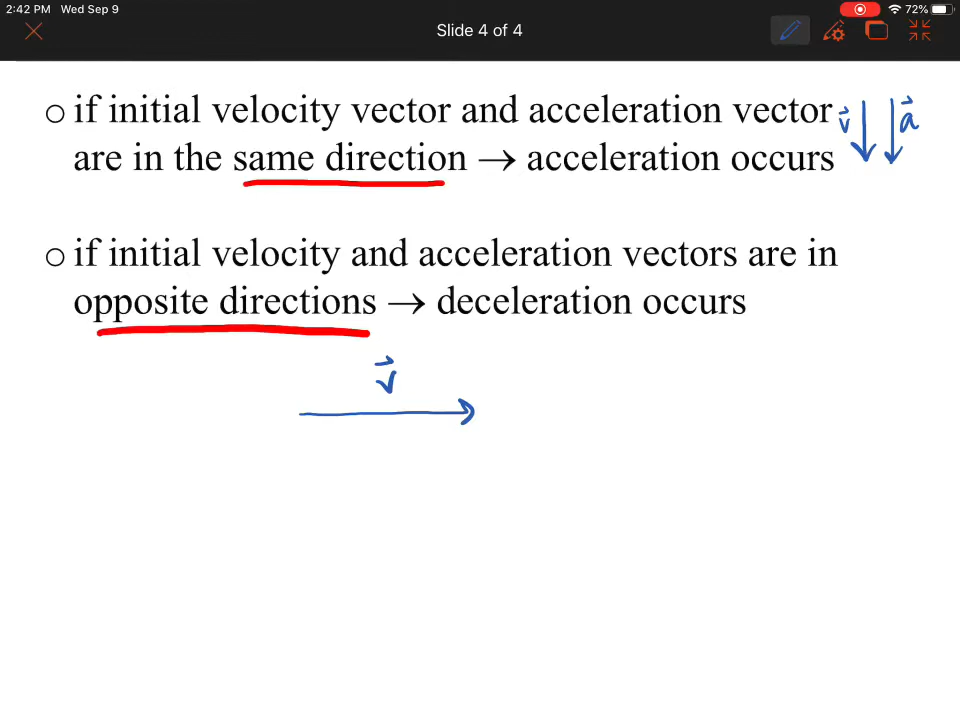 2:42 PM Wed Sep 9
72%
Slide 4 of 4
○ if initial velocity vector and acceleration vector
are in the same direction → acceleration occurs
v⃗ a⃗
○ if initial velocity and acceleration vectors are in
opposite directions → deceleration occurs
v⃗